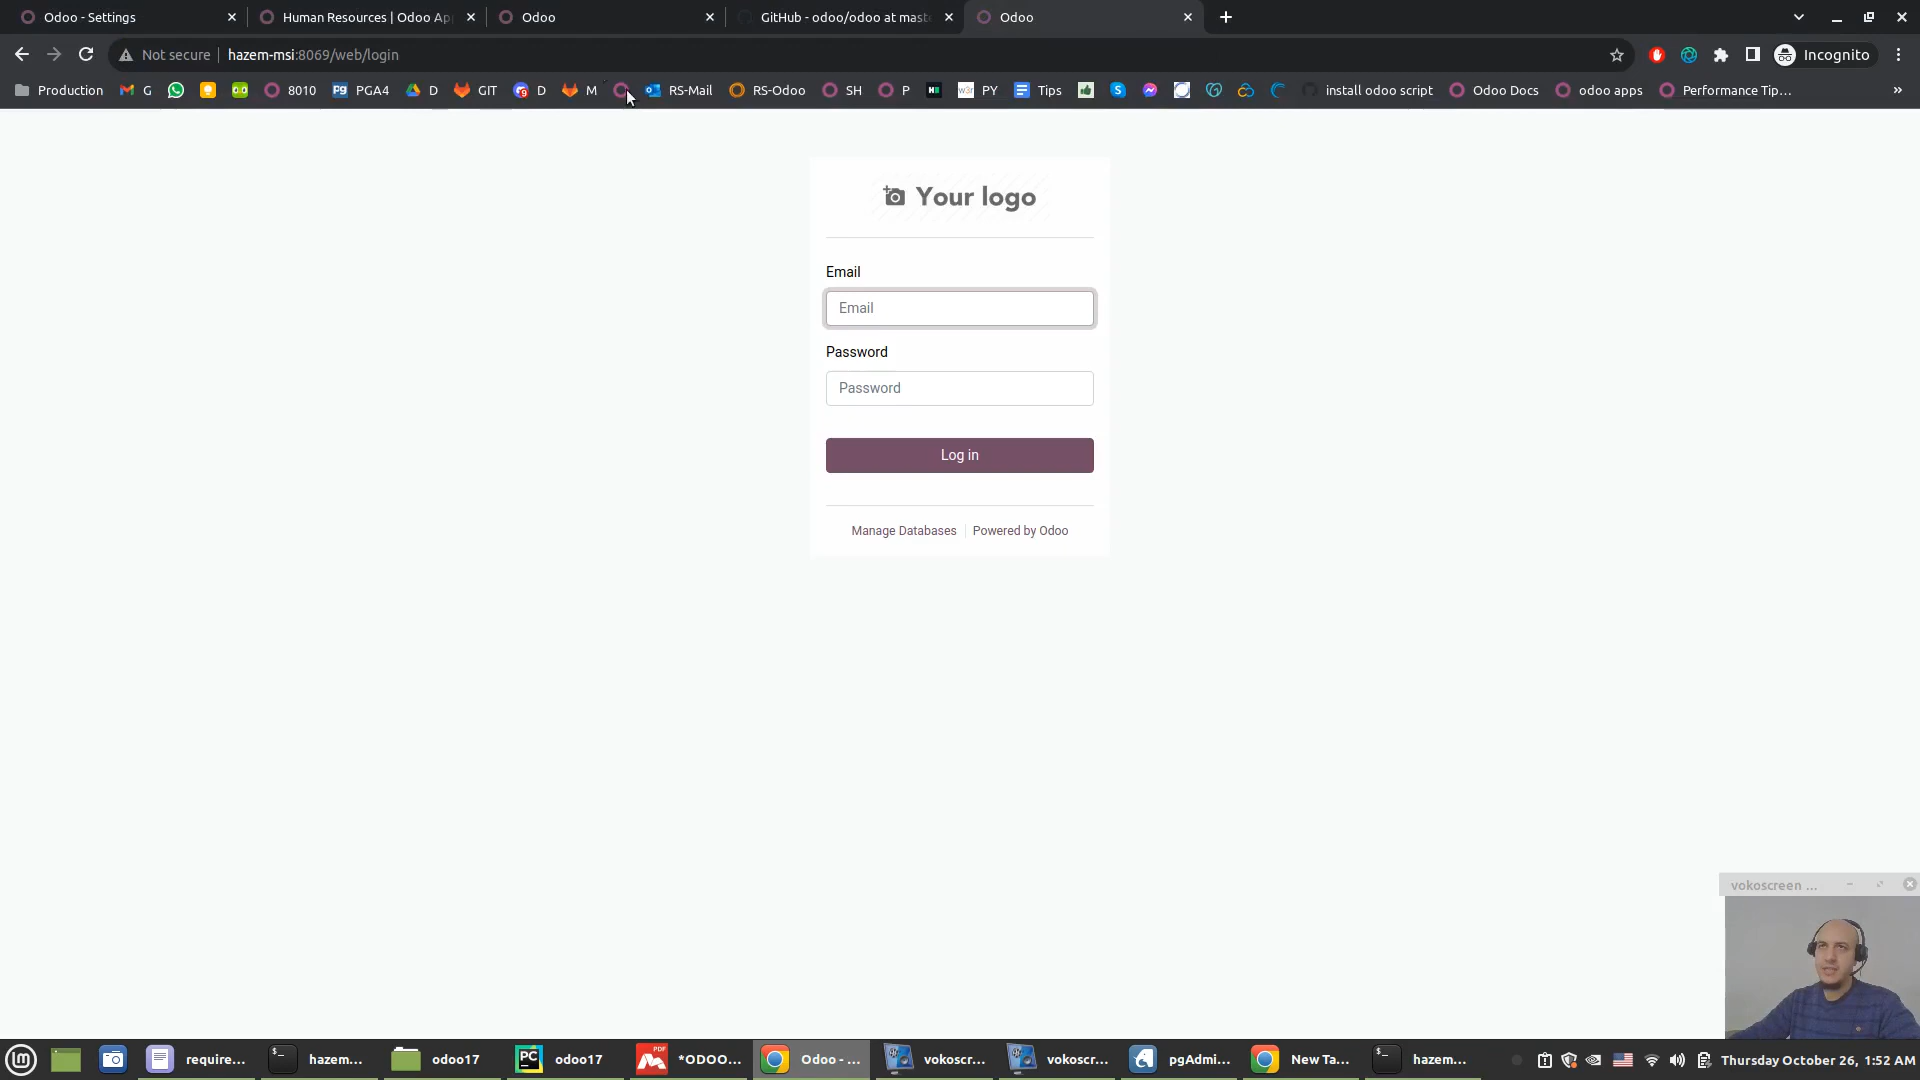 Odoo - Settings
Human Resources | Odoo Ap
Odoo
GitHub - odoo/odoo at mast
Odoo
Not secure hazem-msi:8069/web/login
Incognito
Production G 8010 PGA4 D GIT D M RS-Mail RS-Odoo SH P PY Tips install odoo script Odoo Docs odoo apps Performance Tip... »
Your logo
Email
Email
Password
Password
Log in
Manage Databases Powered by Odoo
vokoscreen ...
require... hazem... odoo17 odoo17 *ODOO... Odoo - ... vokoscr... vokoscr... pgAdmi... New Ta... hazem... Thursday October 26, 1:52 AM